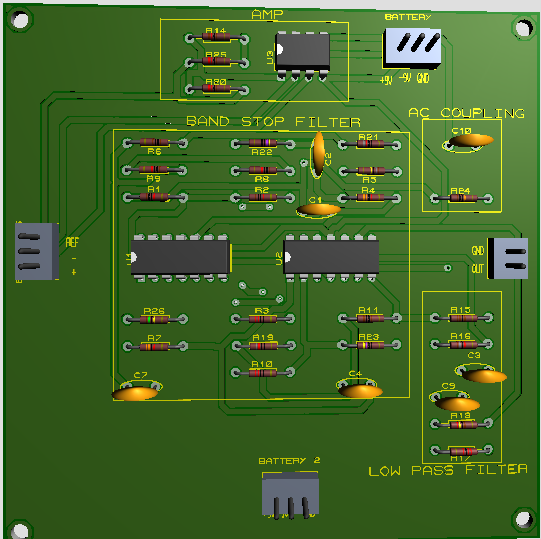 AMP
BATTERY
R14
R25
R20
U3
+9V -9V GND
BAND STOP FILTER
AC COUPLING
C10
R6
R22
R21
C2
R9
R8
R5
R1
R2
R4
R24
C1
REF
-
+
U1
U2
GND
OUT
R26
R3
R11
R15
R7
R19
R23
R16
R10
C3
C7
C4
C9
R18
R17
LOW PASS FILTER
BATTERY 2